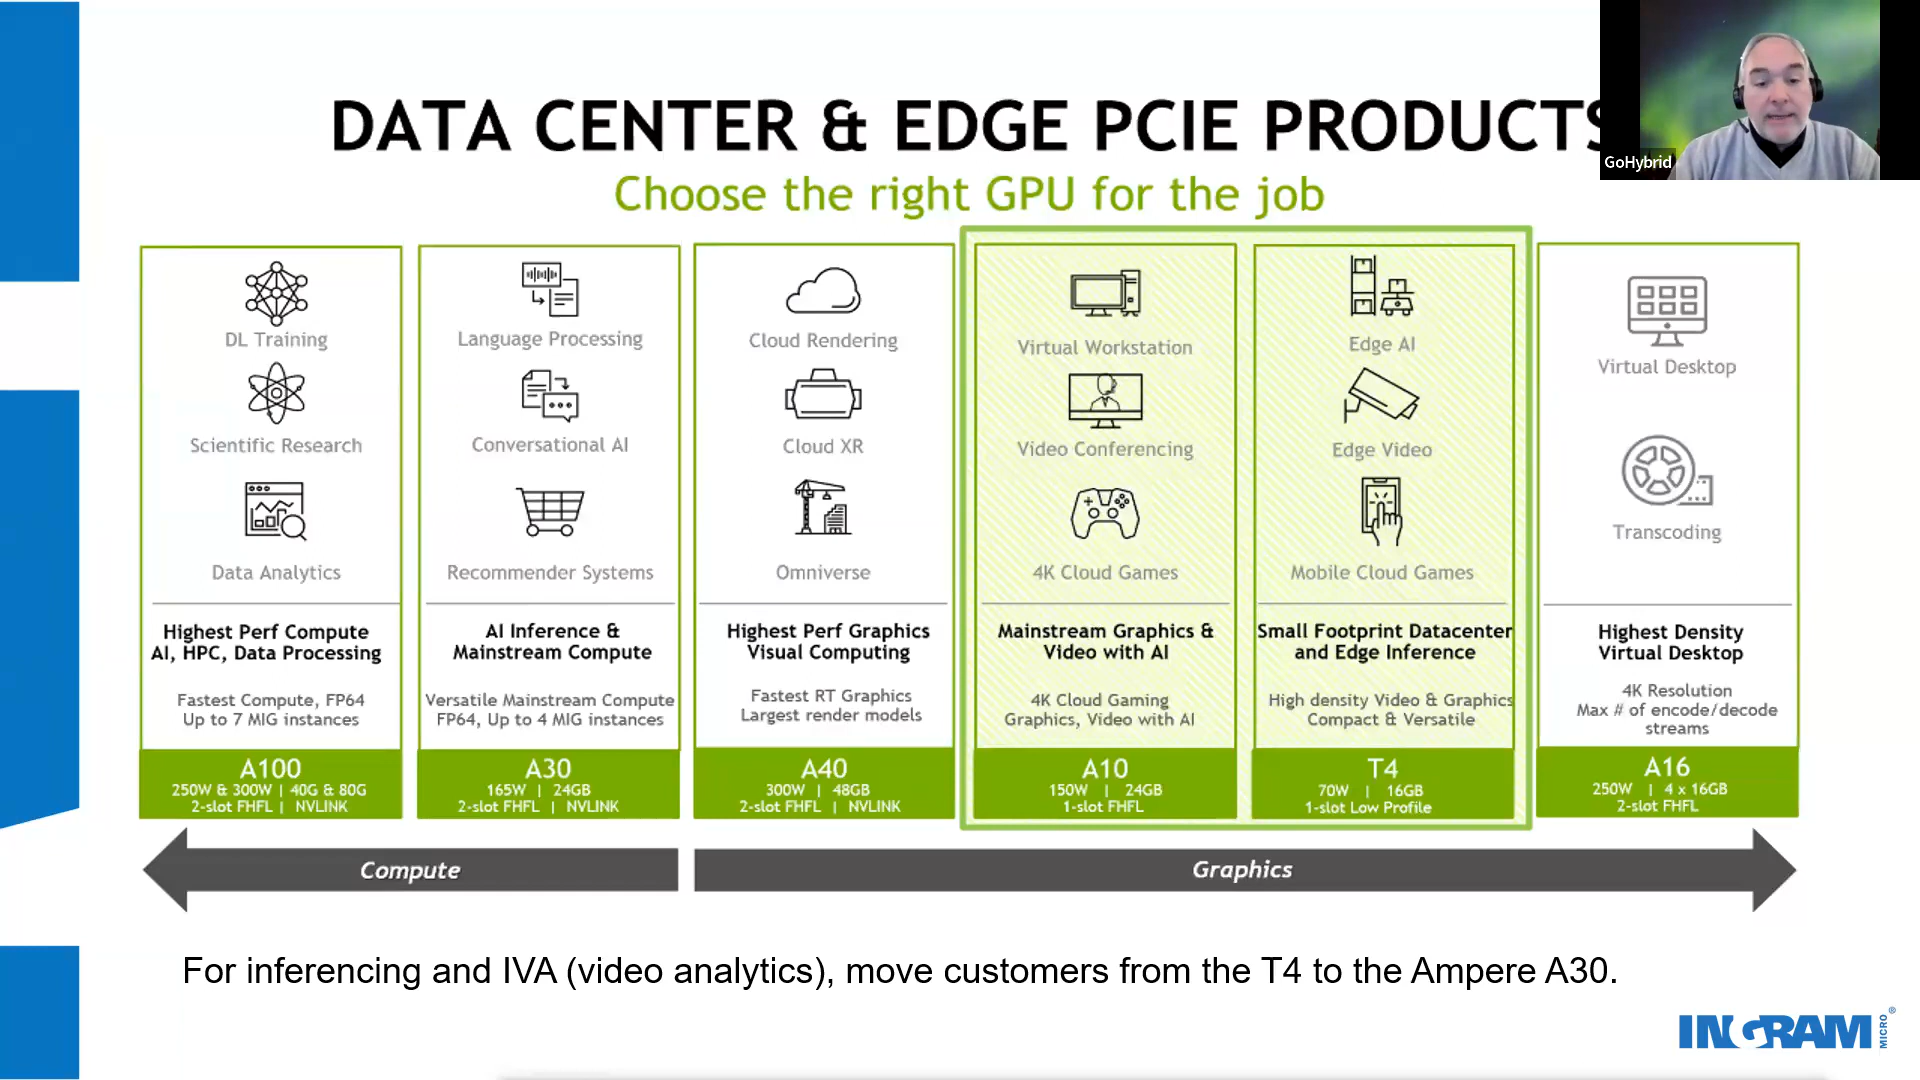 DATA CENTER & EDGE PCIE PRODUCTS
GoHybrid
Choose the right GPU for the job
DL Training
Scientific Research
Data Analytics
Highest Perf Compute
AI, HPC, Data Processing
Fastest Compute, FP64
Up to 7 MIG instances
A100
250W & 300W | 40G & 80G
2-slot FHFL | NVLINK
Language Processing
Conversational AI
Recommender Systems
AI Inference &
Mainstream Compute
Versatile Mainstream Compute
FP64, Up to 4 MIG instances
A30
165W | 24GB
2-slot FHFL | NVLINK
Cloud Rendering
Cloud XR
Omniverse
Highest Perf Graphics
Visual Computing
Fastest RT Graphics
Largest render models
A40
300W | 48GB
2-slot FHFL | NVLINK
Virtual Workstation
Video Conferencing
4K Cloud Games
Mainstream Graphics &
Video with AI
4K Cloud Gaming
Graphics, Video with AI
A10
150W | 24GB
1-slot FHFL
Edge AI
Edge Video
Mobile Cloud Games
Small Footprint Datacenter
and Edge Inference
High density Video & Graphics
Compact & Versatile
T4
70W | 16GB
1-slot Low Profile
Virtual Desktop
Transcoding
Highest Density
Virtual Desktop
4K Resolution
Max # of encode/decode
streams
A16
250W | 4 x 16GB
2-slot FHFL
Compute
Graphics
For inferencing and IVA (video analytics), move customers from the T4 to the Ampere A30.
INGRAM MICRO ®